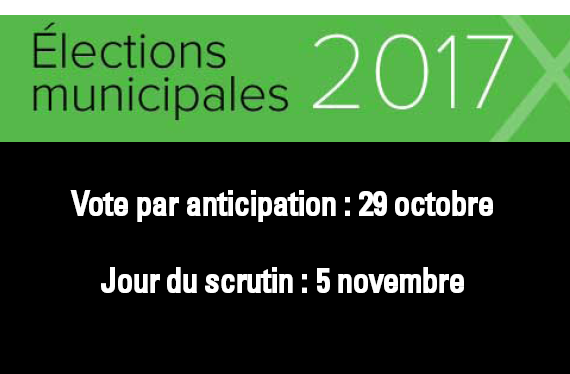 Élections
municipales 2017
Vote par anticipation : 29 octobre
Jour du scrutin : 5 novembre